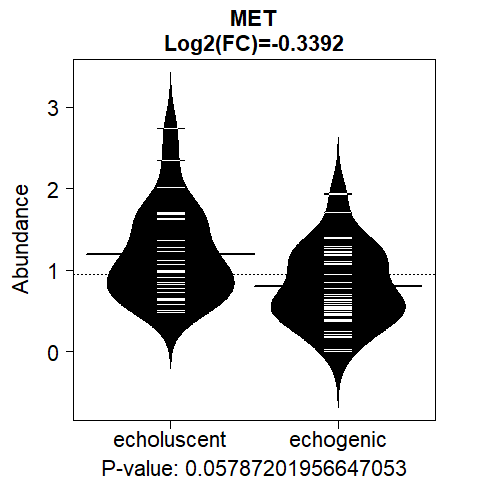 MET
Log2(FC)=-0.3392
Abundance
3
2
1
0
echoluscent echogenic
P-value: 0.05787201956647053